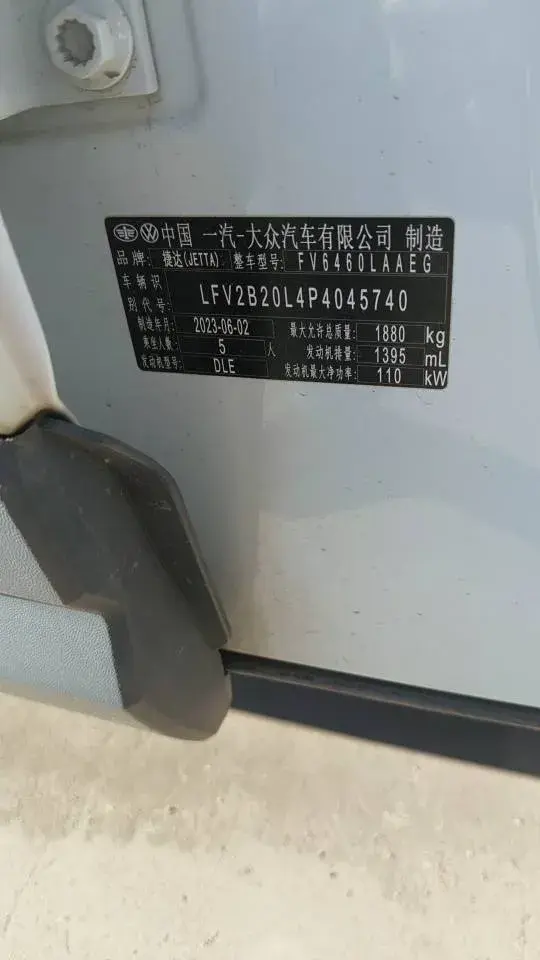 中国 一汽-大众汽车有限公司 制造
品牌: 捷达(JETTA) 整车型号: FV6460LAAEG
车辆识别代号: LFV2B20L4P4045740
制造年月: 2023-06-02 最大允许总质量: 1880 kg
乘坐人数: 5 人 发动机排量: 1395 mL
发动机型号: DLE 发动机最大净功率: 110 kW